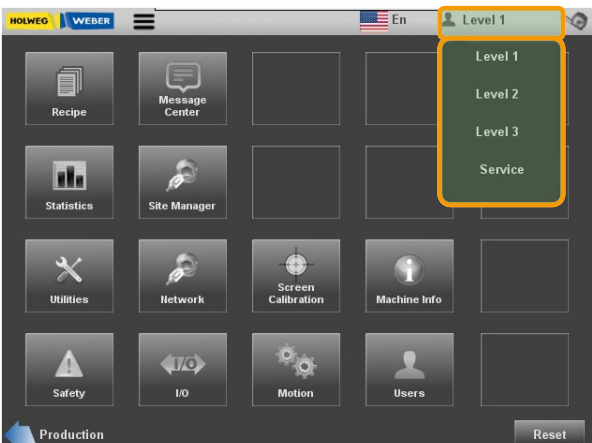 HOLWEG WEBER
En
Level 1
Level 1
Level 2
Level 3
Service
Recipe
Message
Center
Statistics
Site Manager
Utilities
Network
Screen
Calibration
Machine Info
Safety
I/O
I/O
Motion
Users
Production
Reset